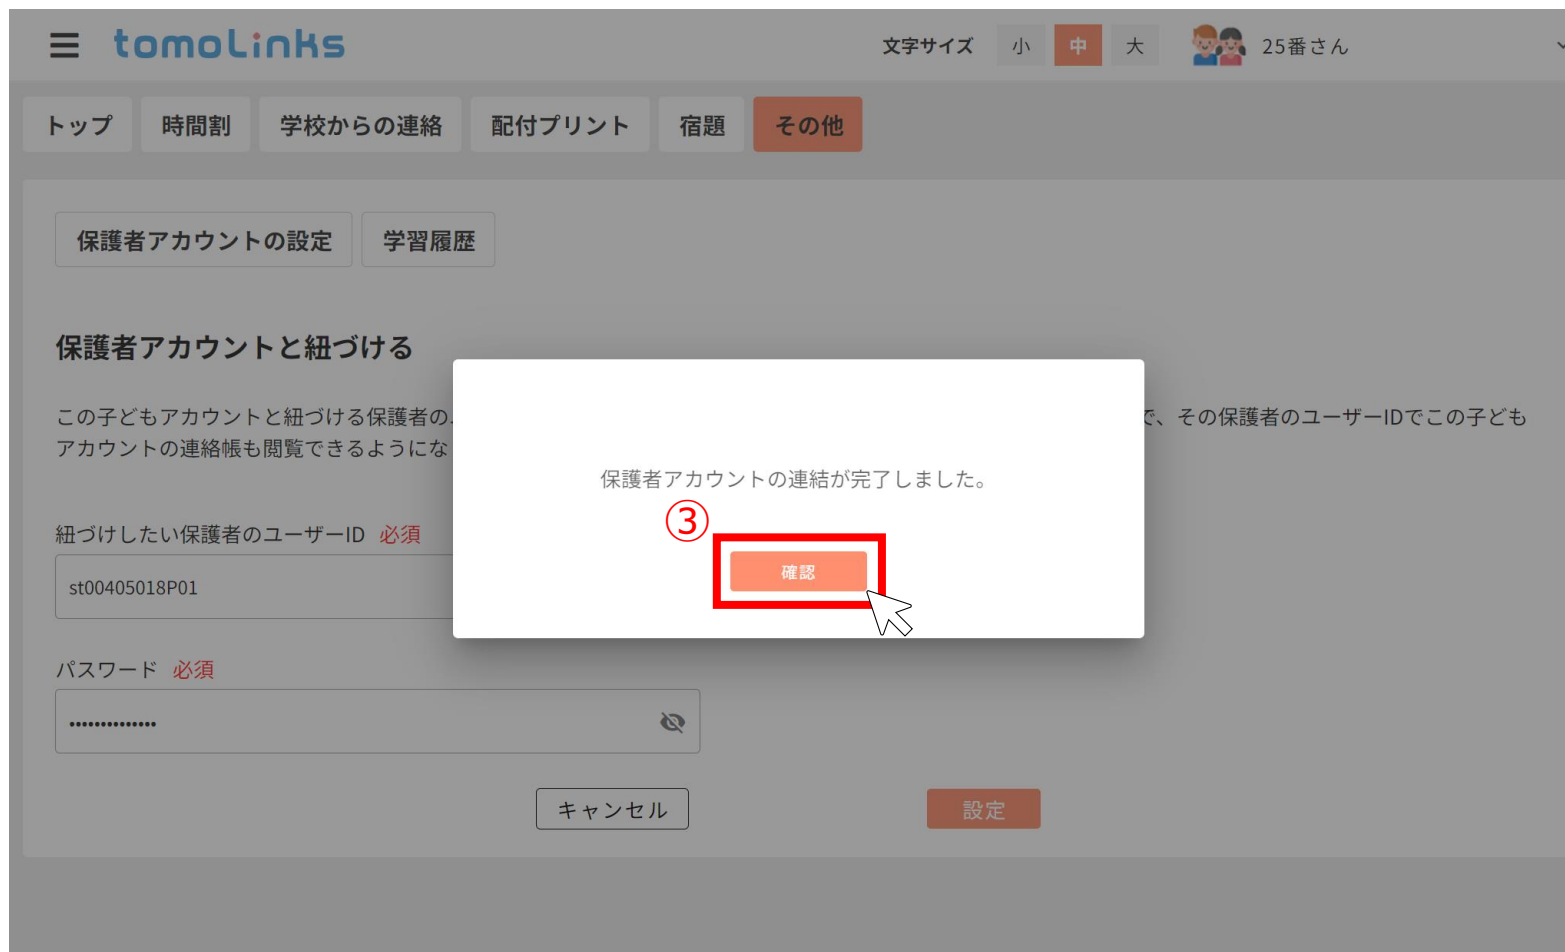 tomoLinks
文字サイズ 小 中 大 25番さん
トップ 時間割 学校からの連絡 配付プリント 宿題 その他
保護者アカウントの設定 学習履歴
保護者アカウントと紐づける
この子どもアカウントと紐づける保護者の で、その保護者のユーザーIDでこの子ども
アカウントの連絡帳も閲覧できるようにな
保護者アカウントの連結が完了しました。
③
確認
紐づけしたい保護者のユーザーID 必須
st00405018P01
パスワード 必須
••••••••••••••
キャンセル 設定